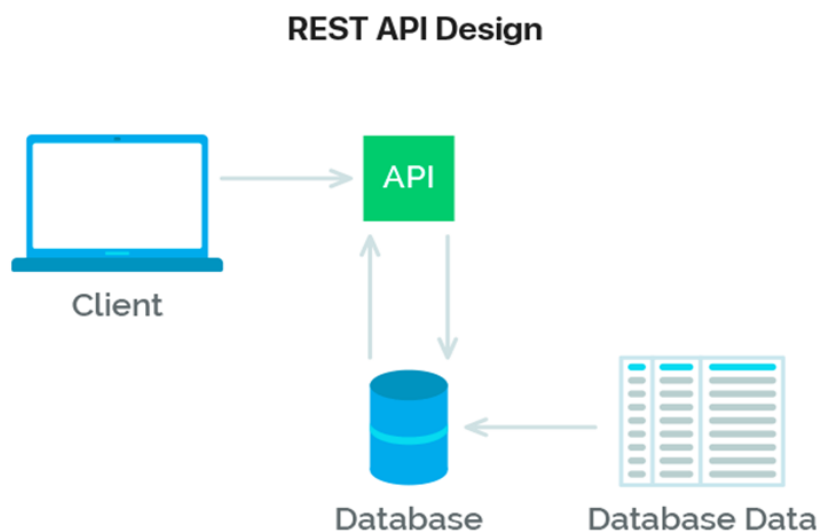 REST API Design
API
Client
Database
Database Data